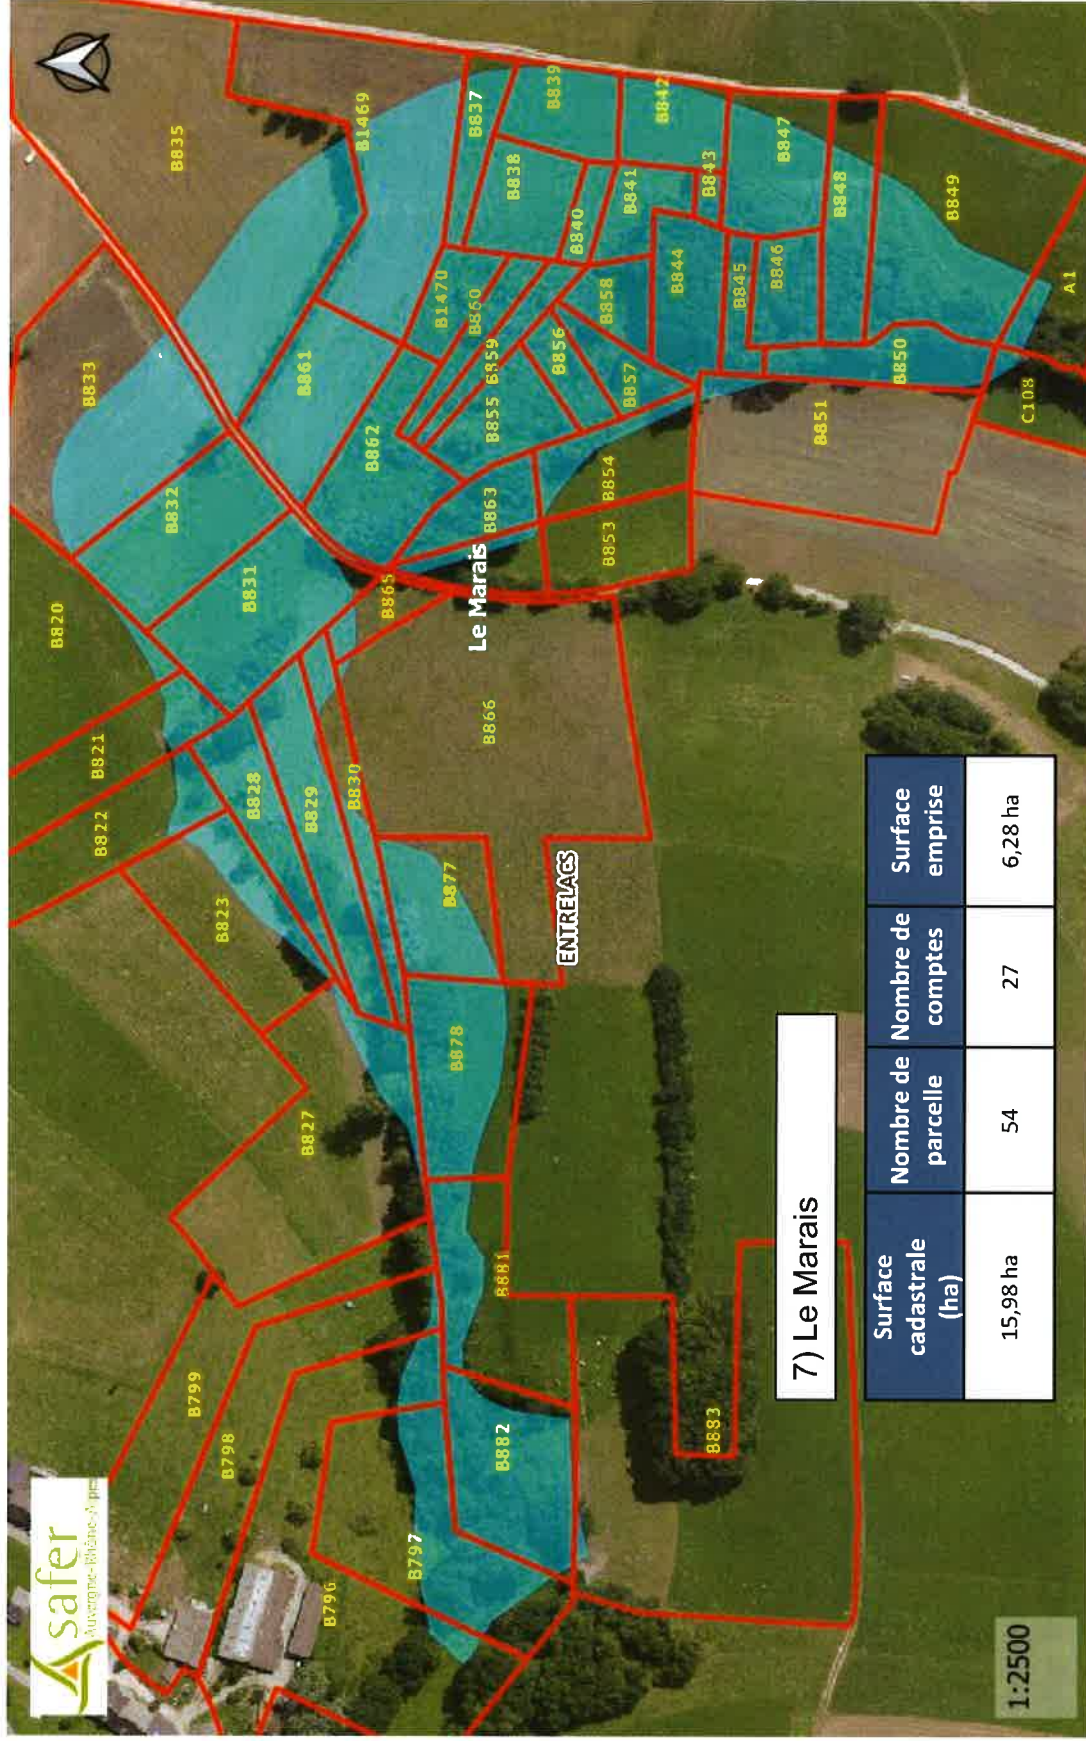 safer
Auvergne-Rhône-Alpes
B835
B833
B1469
B837
B839
B842
B838
B840
B841
B843
B847
B848
B849
A1
B1470
B860
B858
B844
B845
B846
B861
B859
B856
B857
B850
B862
B855
B851
C108
B832
B863
B854
B853
B831
B865
Le Marais
B820
B866
B821
B822
B828
B829
B830
B823
B877
ENTRELACS
B878
B827
B881
B799
B798
B882
B883
B797
B796
7) Le Marais
Surface cadastrale (ha)
Nombre de parcelle
Nombre de comptes
Surface emprise
15,98 ha
54
27
6,28 ha
1:2500